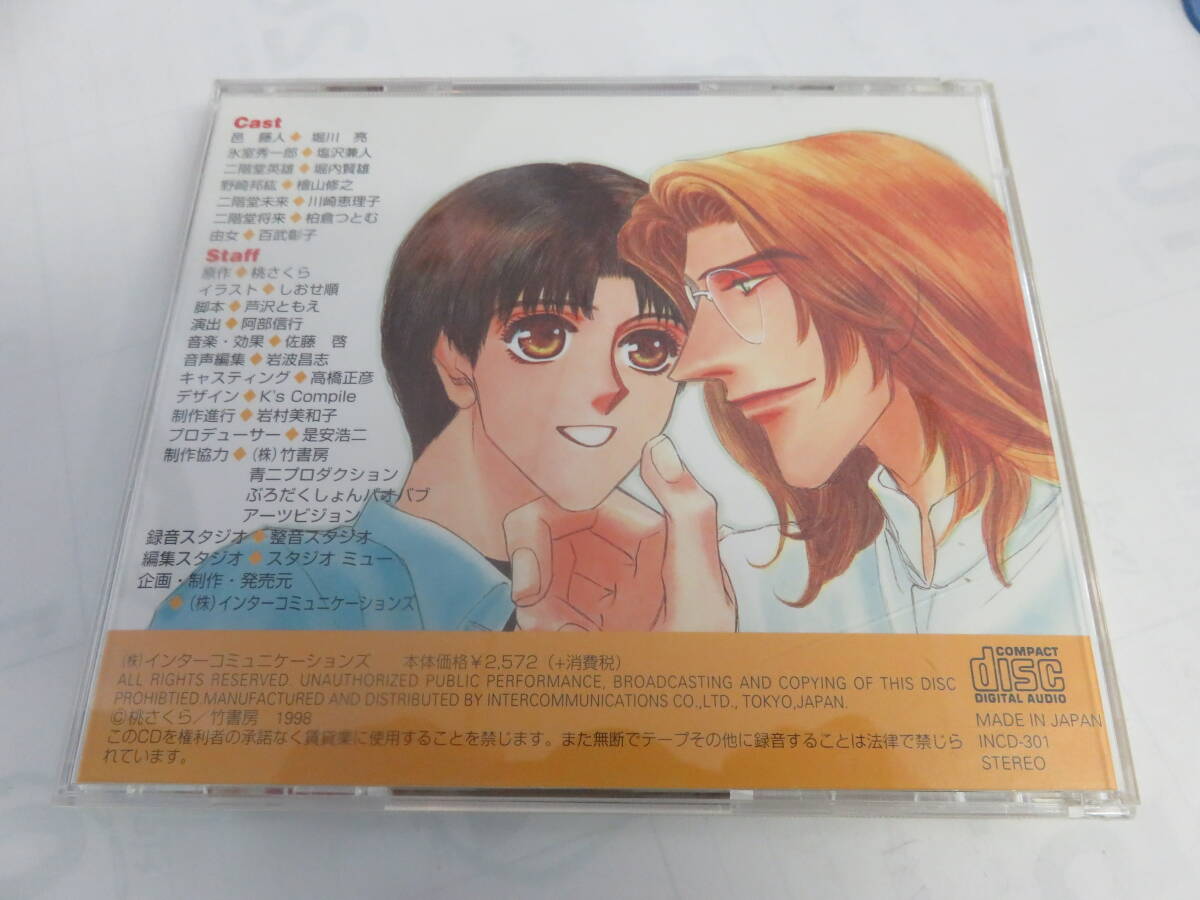 Cast
邑　聴人◆堀川　亮
氷室秀一郎◆塩沢兼人
二階堂英雄◆堀内賢雄
野崎邦紘◆檜山修之
二階堂未来◆川崎恵理子
二階堂将来◆柏倉つとむ
由女◆百武彰子
Staff
原作◆桃さくら
イラスト◆しおせ順
脚本◆芦沢ともえ
演出◆阿部信行
音楽・効果◆佐藤　啓
音声編集◆岩波昌志
キャスティング◆高橋正彦
デザイン◆K's Compile
制作進行◆岩村美和子
プロデューサー◆是安浩二
制作協力◆(株)竹書房
青二プロダクション
ぷろだくしょんバオバブ
アーツビジョン
録音スタジオ◆整音スタジオ
編集スタジオ◆スタジオ ミュー
企画・制作・発売元
◆(株)インターコミュニケーションズ
(株)インターコミュニケーションズ　本体価格¥2,572（+消費税）
ALL RIGHTS RESERVED. UNAUTHORIZED PUBLIC PERFORMANCE, BROADCASTING AND COPYING OF THIS DISC
PROHIBTIED.MANUFACTURED AND DISTRIBUTED BY INTERCOMMUNICATIONS CO.,LTD., TOKYO,JAPAN.
©桃さくら／竹書房　1998
このCDを権利者の承諾なく賃貸業に使用することを禁じます。また無断でテープその他に録音することは法律で禁じら
れています。
COMPACT
disc
DIGITAL AUDIO
MADE IN JAPAN
INCD-301
STEREO